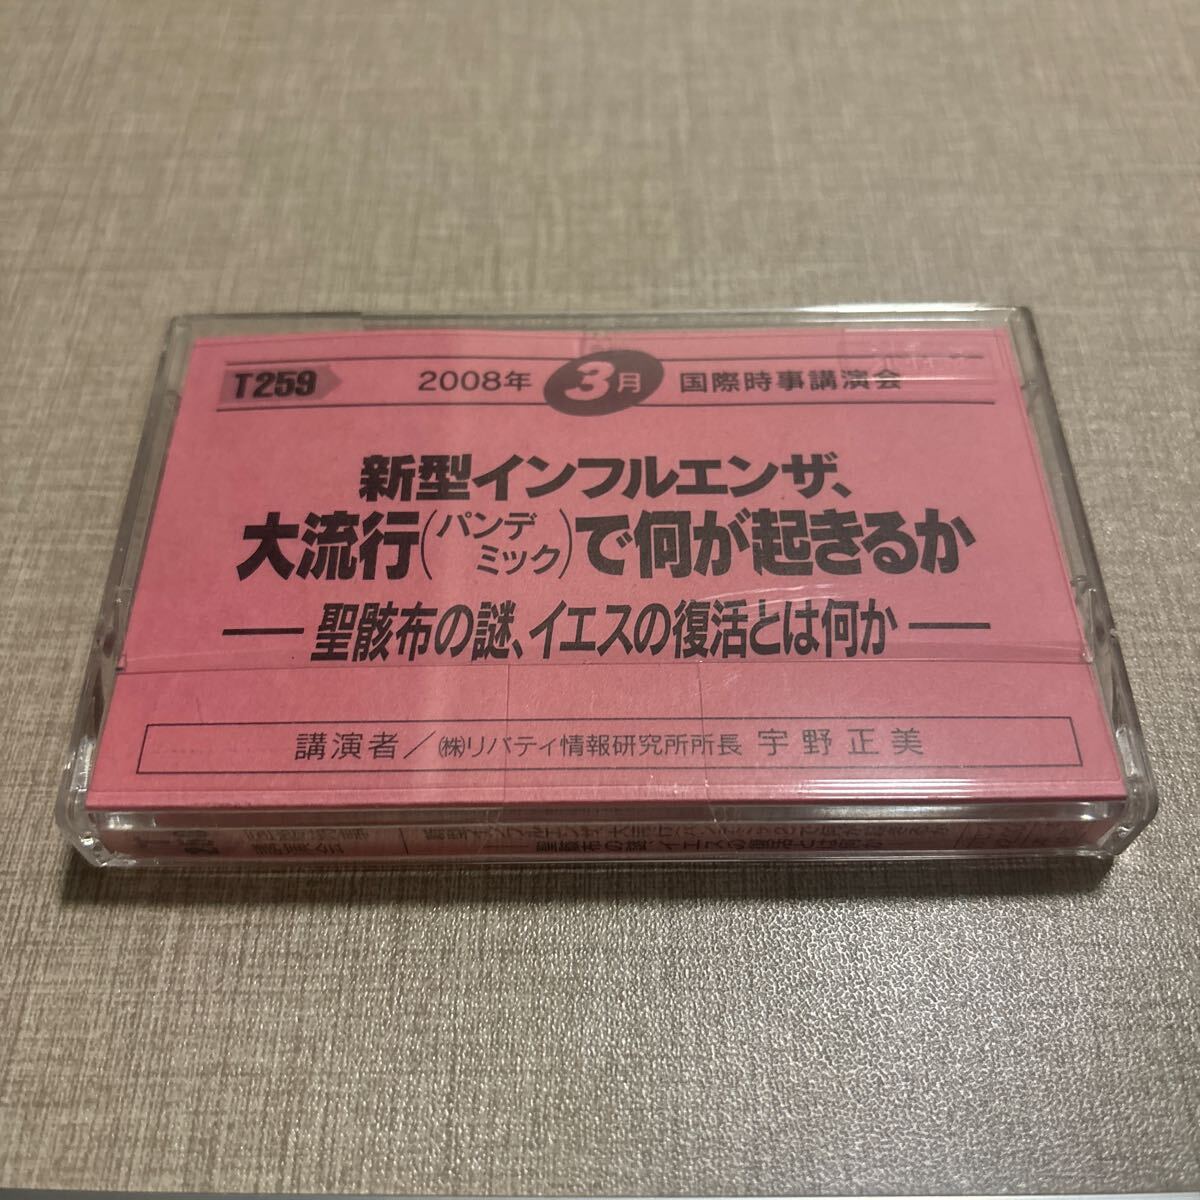 T259 2008年 3月 国際時事講演会
新型インフルエンザ、
大流行(パンデミック)で何が起きるか
― 聖骸布の謎、イエスの復活とは何か ―
講演者／㈱リバティ情報研究所所長 宇野正美